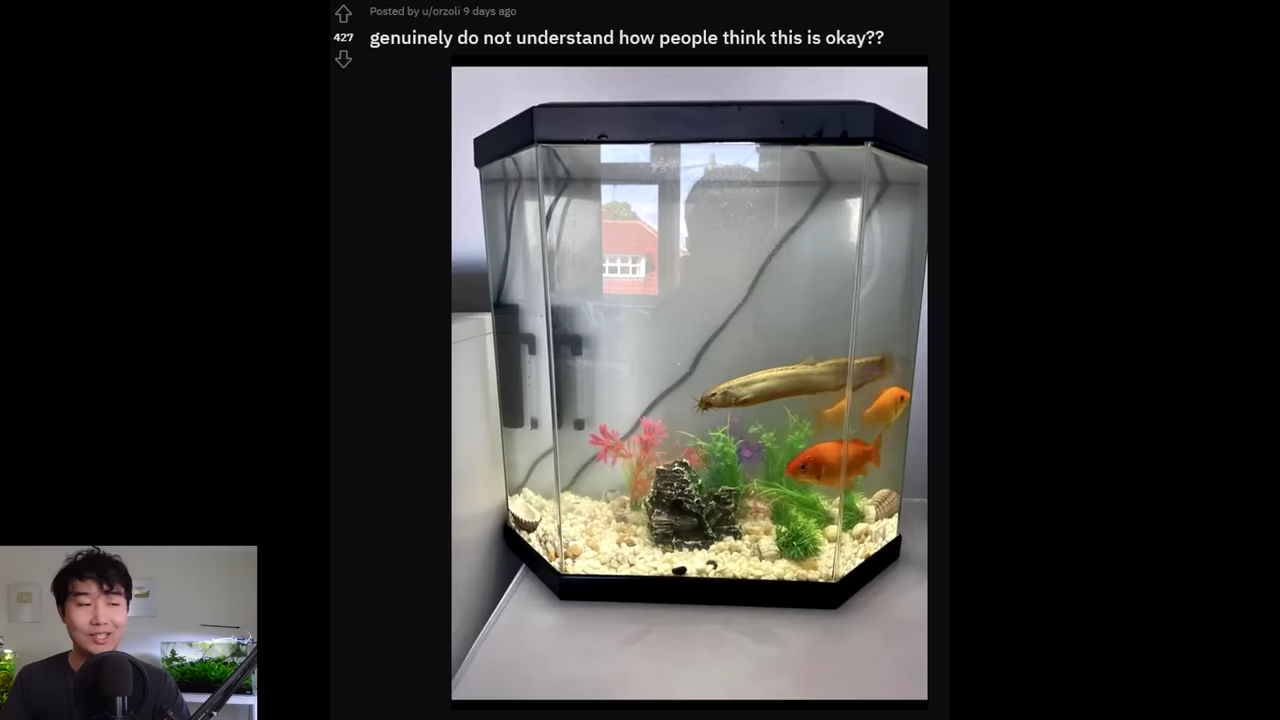 Posted by u/orzoli 9 days ago
427
genuinely do not understand how people think this is okay??